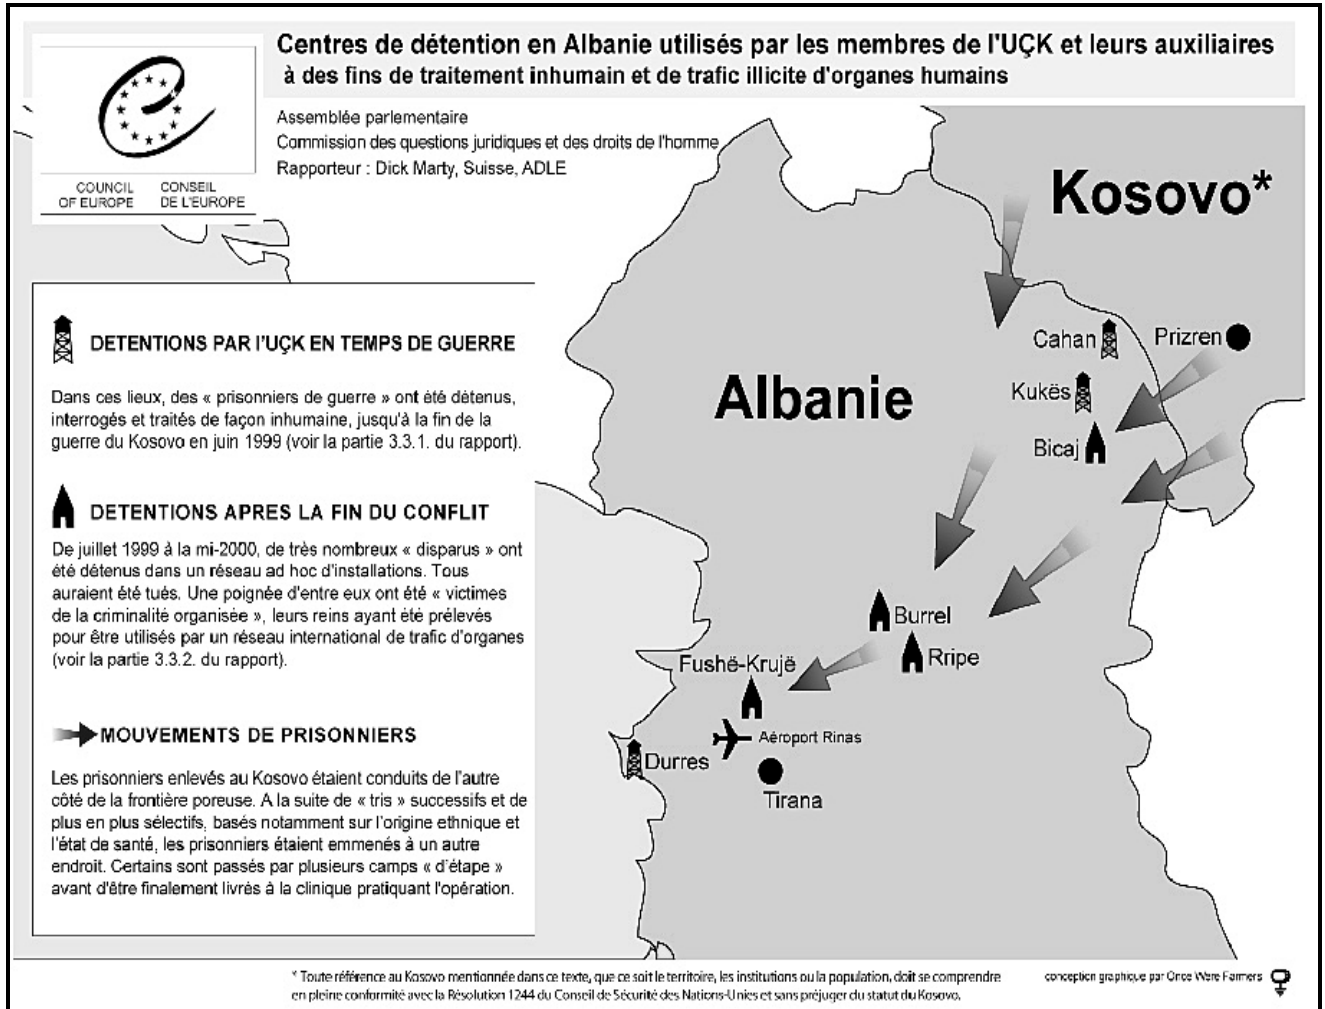 Centres de détention en Albanie utilisés par les membres de l'UÇK et leurs auxiliaires
à des fins de traitement inhumain et de trafic illicite d'organes humains
COUNCIL OF EUROPE
CONSEIL DE L'EUROPE
Assemblée parlementaire
Commission des questions juridiques et des droits de l'homme
Rapporteur : Dick Marty, Suisse, ADLE
DETENTIONS PAR l'UÇK EN TEMPS DE GUERRE
Dans ces lieux, des « prisonniers de guerre » ont été détenus,
interrogés et traités de façon inhumaine, jusqu'à la fin de la
guerre du Kosovo en juin 1999 (voir la partie 3.3.1. du rapport).
DETENTIONS APRES LA FIN DU CONFLIT
De juillet 1999 à la mi-2000, de très nombreux « disparus » ont
été détenus dans un réseau ad hoc d'installations. Tous
auraient été tués. Une poignée d'entre eux ont été « victimes
de la criminalité organisée », leurs reins ayant été prélevés
pour être utilisés par un réseau international de trafic d'organes
(voir la partie 3.3.2. du rapport).
MOUVEMENTS DE PRISONNIERS
Les prisonniers enlevés au Kosovo étaient conduits de l'autre
côté de la frontière poreuse. A la suite de « tris » successifs et de
plus en plus sélectifs, basés notamment sur l'origine ethnique et
l'état de santé, les prisonniers étaient emmenés à un autre
endroit. Certains sont passés par plusieurs camps « d'étape »
avant d'être finalement livrés à la clinique pratiquant l'opération.
Kosovo*
Cahan
Prizren
Albanie
Kukës
Bicaj
Burrel
Rripe
Fushë-Krujë
Aéroport Rinas
Durres
Tirana
* Toute référence au Kosovo mentionnée dans ce texte, que ce soit le territoire, les institutions ou la population, doit se comprendre
en pleine conformité avec la Résolution 1244 du Conseil de Sécurité des Nations-Unies et sans préjuger du statut du Kosovo.
conception graphique par Once Were Farmers